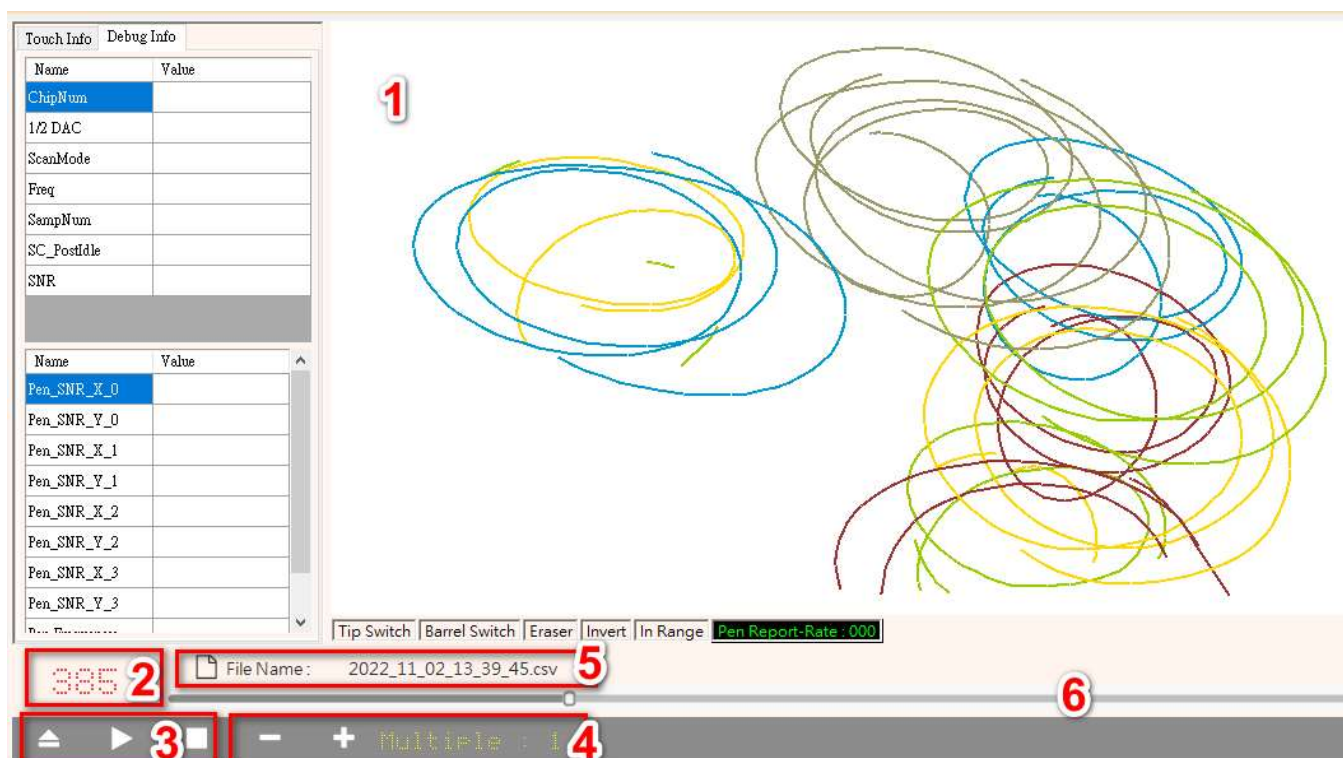 Touch Info Debug Info
Name Value
ChipNum
1/2 DAC
ScanMode
Freq
SampNum
SC_PostIdle
SNR
Name Value
Pen_SNR_X_0
Pen_SNR_Y_0
Pen_SNR_X_1
Pen_SNR_Y_1
Pen_SNR_X_2
Pen_SNR_Y_2
Pen_SNR_X_3
Pen_SNR_Y_3
1
Tip Switch Barrel Switch Eraser Invert In Range Pen Report-Rate : 000
385 2
File Name : 2022_11_02_13_39_45.csv 5
6
3
Multiple : 1 4